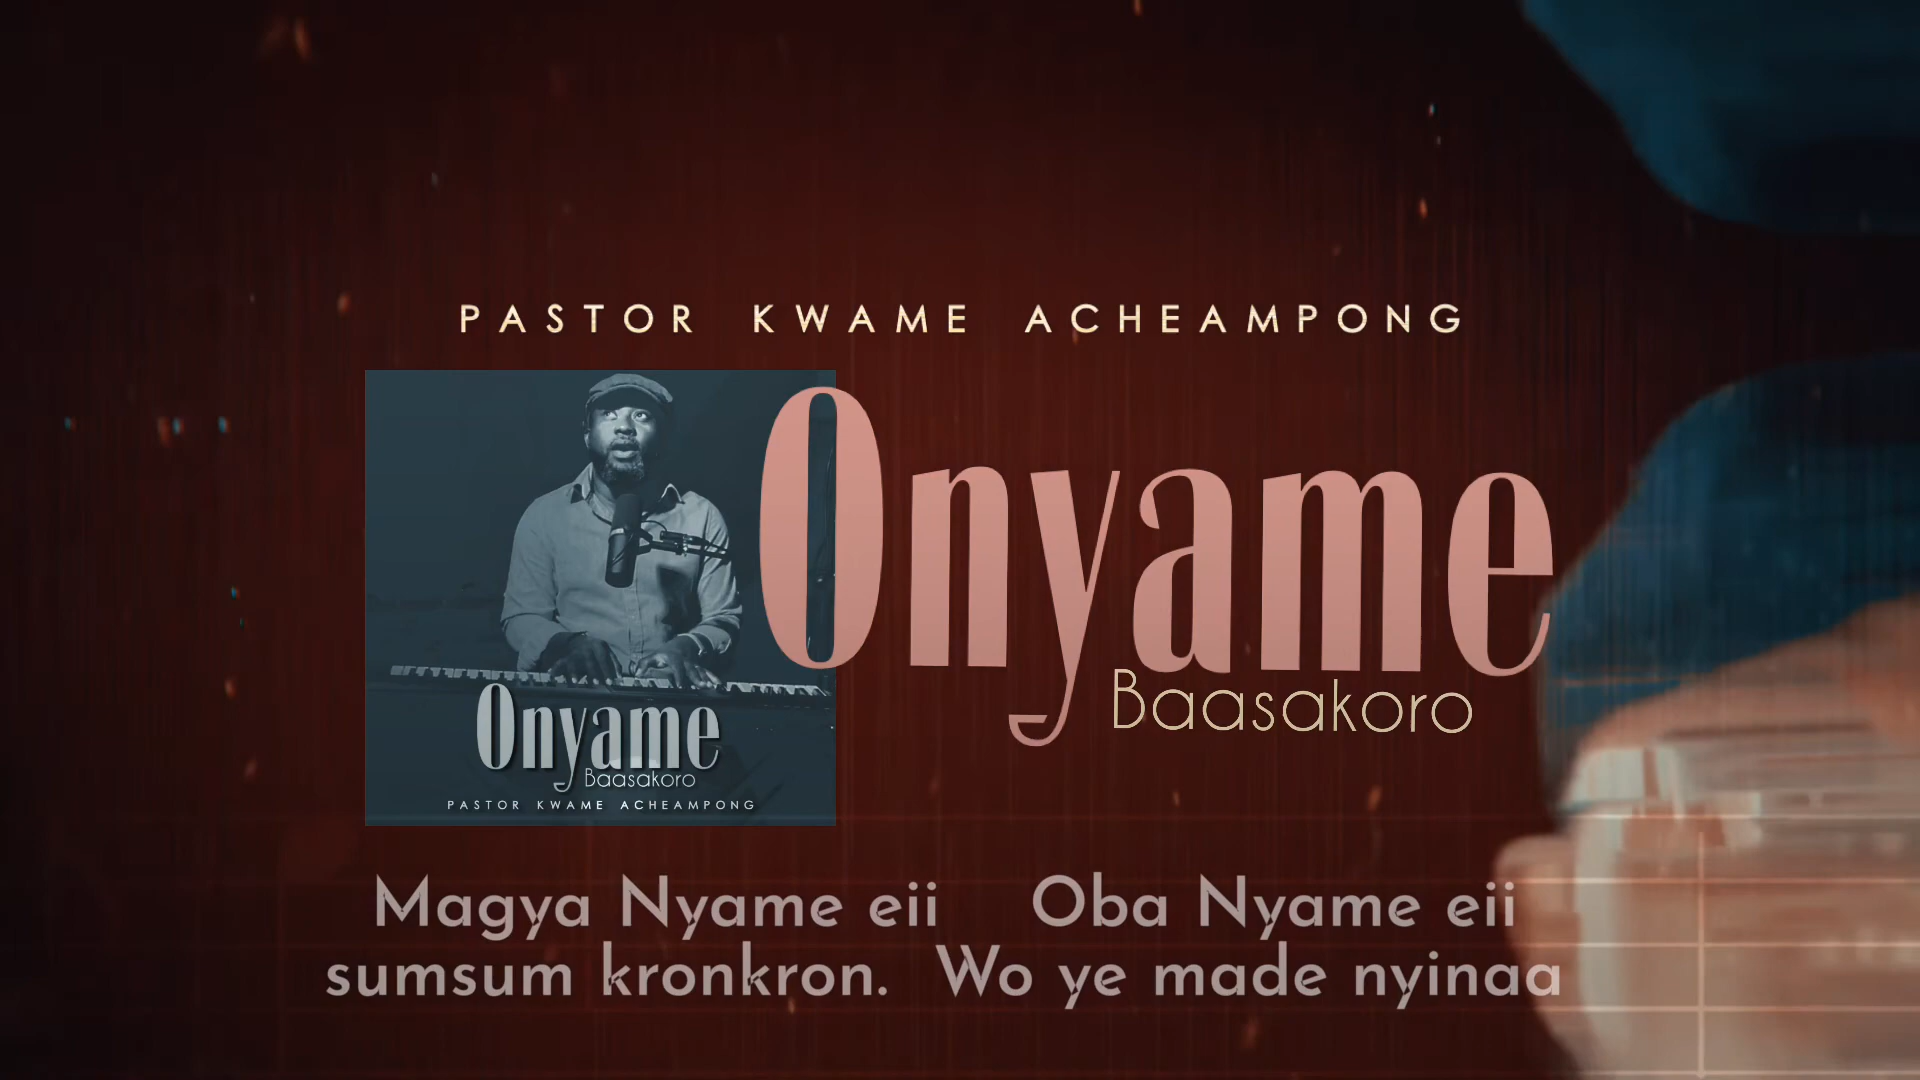 PASTOR KWAME ACHEAMPONG
Onyame
Baasakoro
Onyame
Baasakoro
PASTOR KWAME ACHEAMPONG
Magya Nyame eii Oba Nyame eii
sumsum kronkron. Wo ye made nyinaa